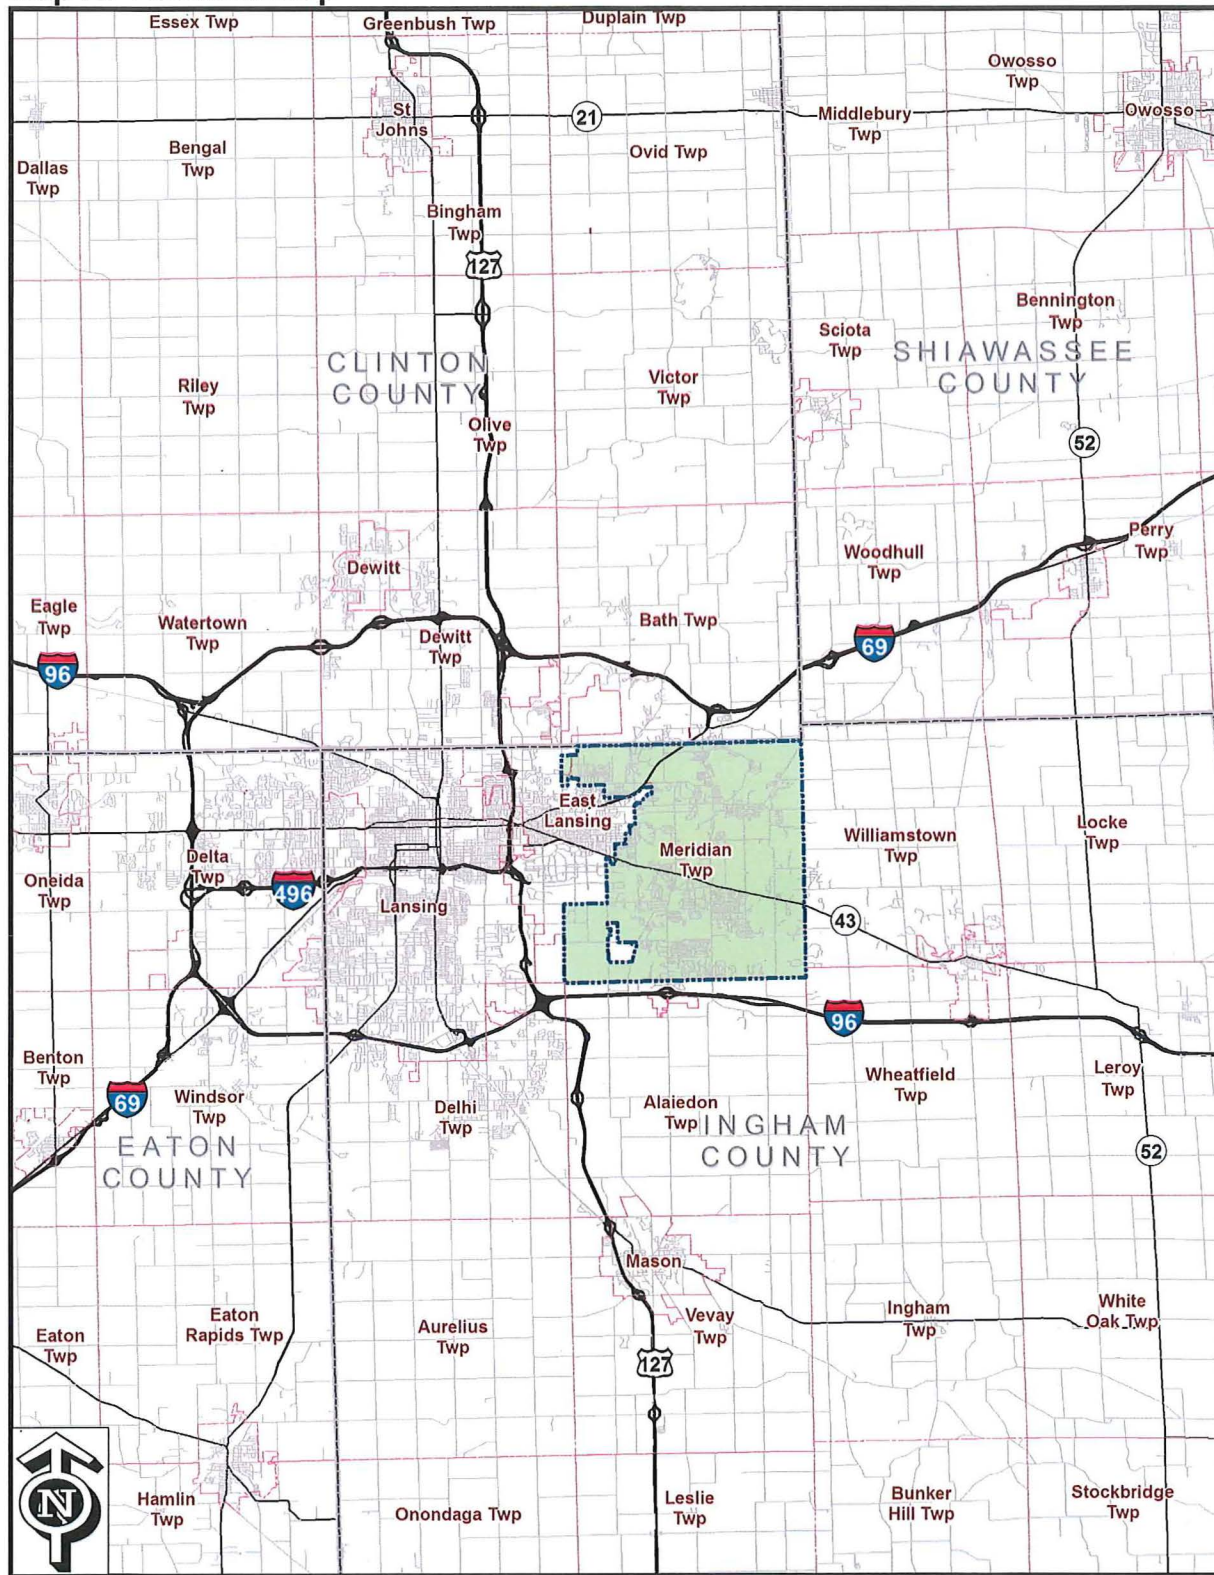 Essex Twp
Greenbush Twp
Duplain Twp
Owosso
Twp
Owosso
St
Johns
21
Middlebury
Twp
Dallas
Twp
Bengal
Twp
Ovid Twp
Bingham
Twp
127
Bennington
Twp
Sciota
Twp
SHIAWASSEE
COUNTY
CLINTON
COUNTY
Riley
Twp
Victor
Twp
Olive
Twp
52
Perry
Twp
Woodhull
Twp
Dewitt
Eagle
Twp
Watertown
Twp
Dewitt
Twp
Bath Twp
69
96
East
Lansing
Meridian
Twp
Williamstown
Twp
Locke
Twp
Delta
Twp
Oneida
Twp
496
Lansing
43
96
Benton
Twp
69
Windsor
Twp
Delhi
Twp
Alaiedon
Twp
Wheatfield
Twp
Leroy
Twp
EATON
COUNTY
INGHAM
COUNTY
52
Mason
Eaton
Twp
Eaton
Rapids Twp
Aurelius
Twp
Vevay
Twp
Ingham
Twp
White
Oak Twp
127
N
Hamlin
Twp
Onondaga Twp
Leslie
Twp
Bunker
Hill Twp
Stockbridge
Twp